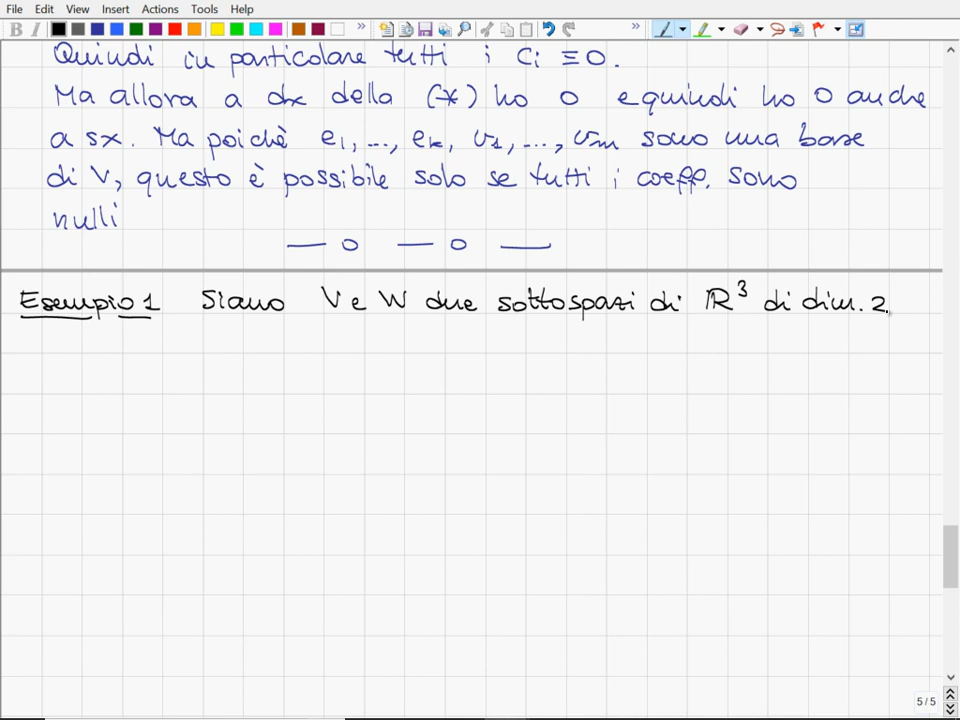 File Edit View Insert Actions Tools Help
B I
Quindi in particolare tutti i Ci ≡ 0.
Ma allora a dx della (*) ho 0 e quindi ho 0 anche
a sx. Ma poichè e1, ..., ek, v1, ..., vm sono una base
di V, questo è possibile solo se tutti i coeff. sono
nulli
— o — o —
Esempio 1 Siano V e W due sottospazi di ℝ³ di dim. 2.
5 / 5